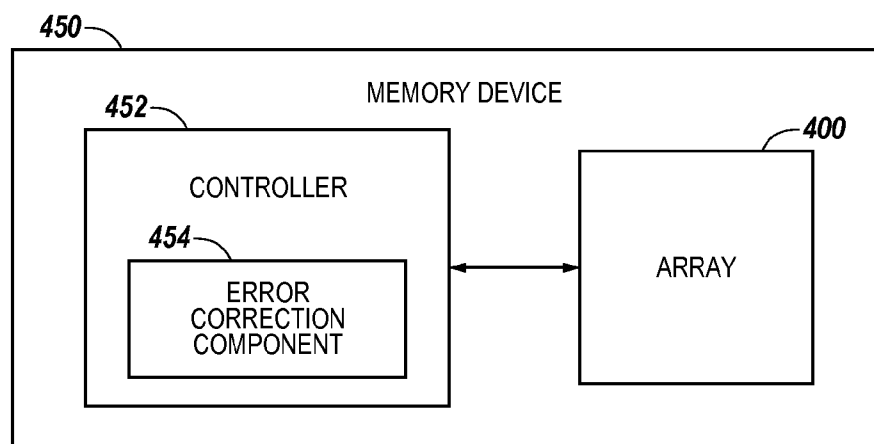 450
MEMORY DEVICE
452
400
CONTROLLER
454
ERROR
CORRECTION
COMPONENT
ARRAY